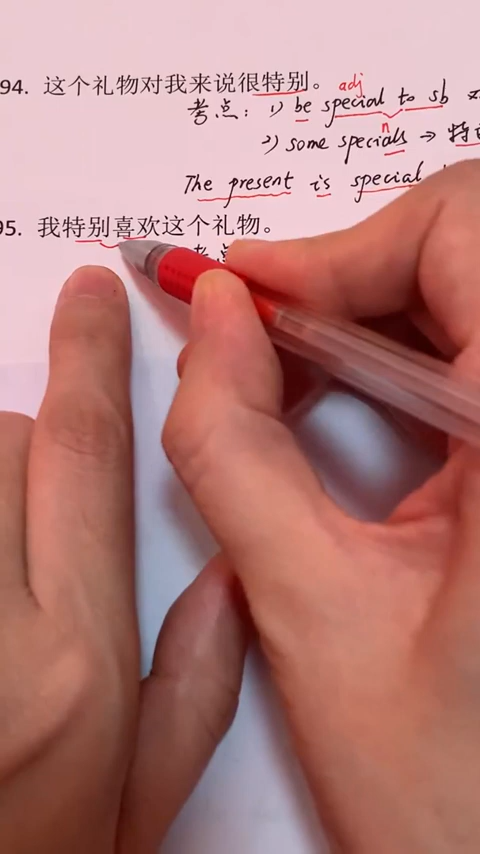 94. 这个礼物对我来说很特别。
adj
考点：1) be special to sb
n
2) some specials → 特
The present is special
95. 我特别喜欢这个礼物。
考点